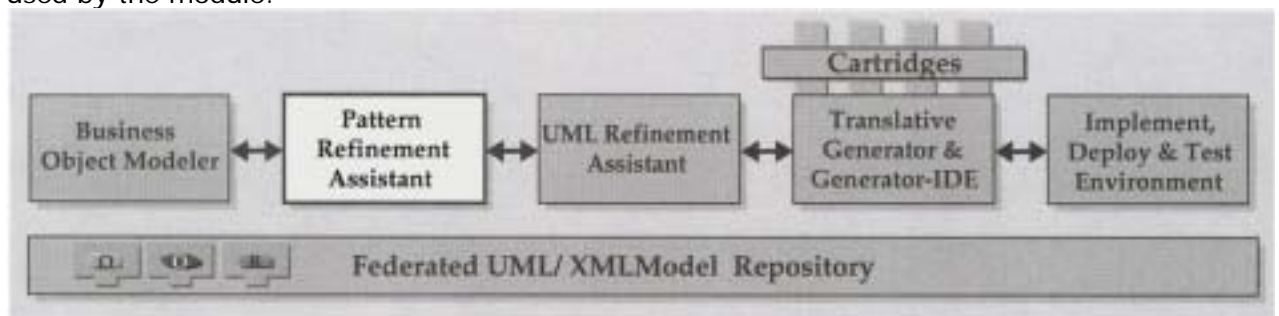 used by the module.
Cartridges
Business
Object Modeler
Pattern
Refinement
Assistant
UML Refinement
Assistant
Translative
Generator &
Generator-IDE
Implement,
Deploy & Test
Environment
Federated UML/ XMLModel Repository